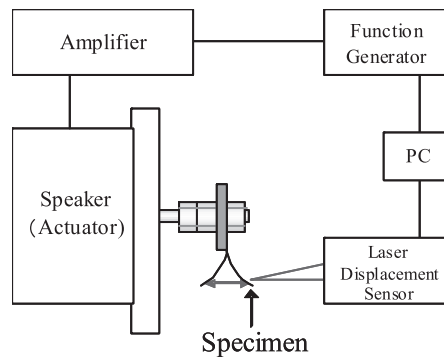 Amplifier
Function
Generator
PC
Speaker
(Actuator)
Laser
Displacement
Sensor
Specimen